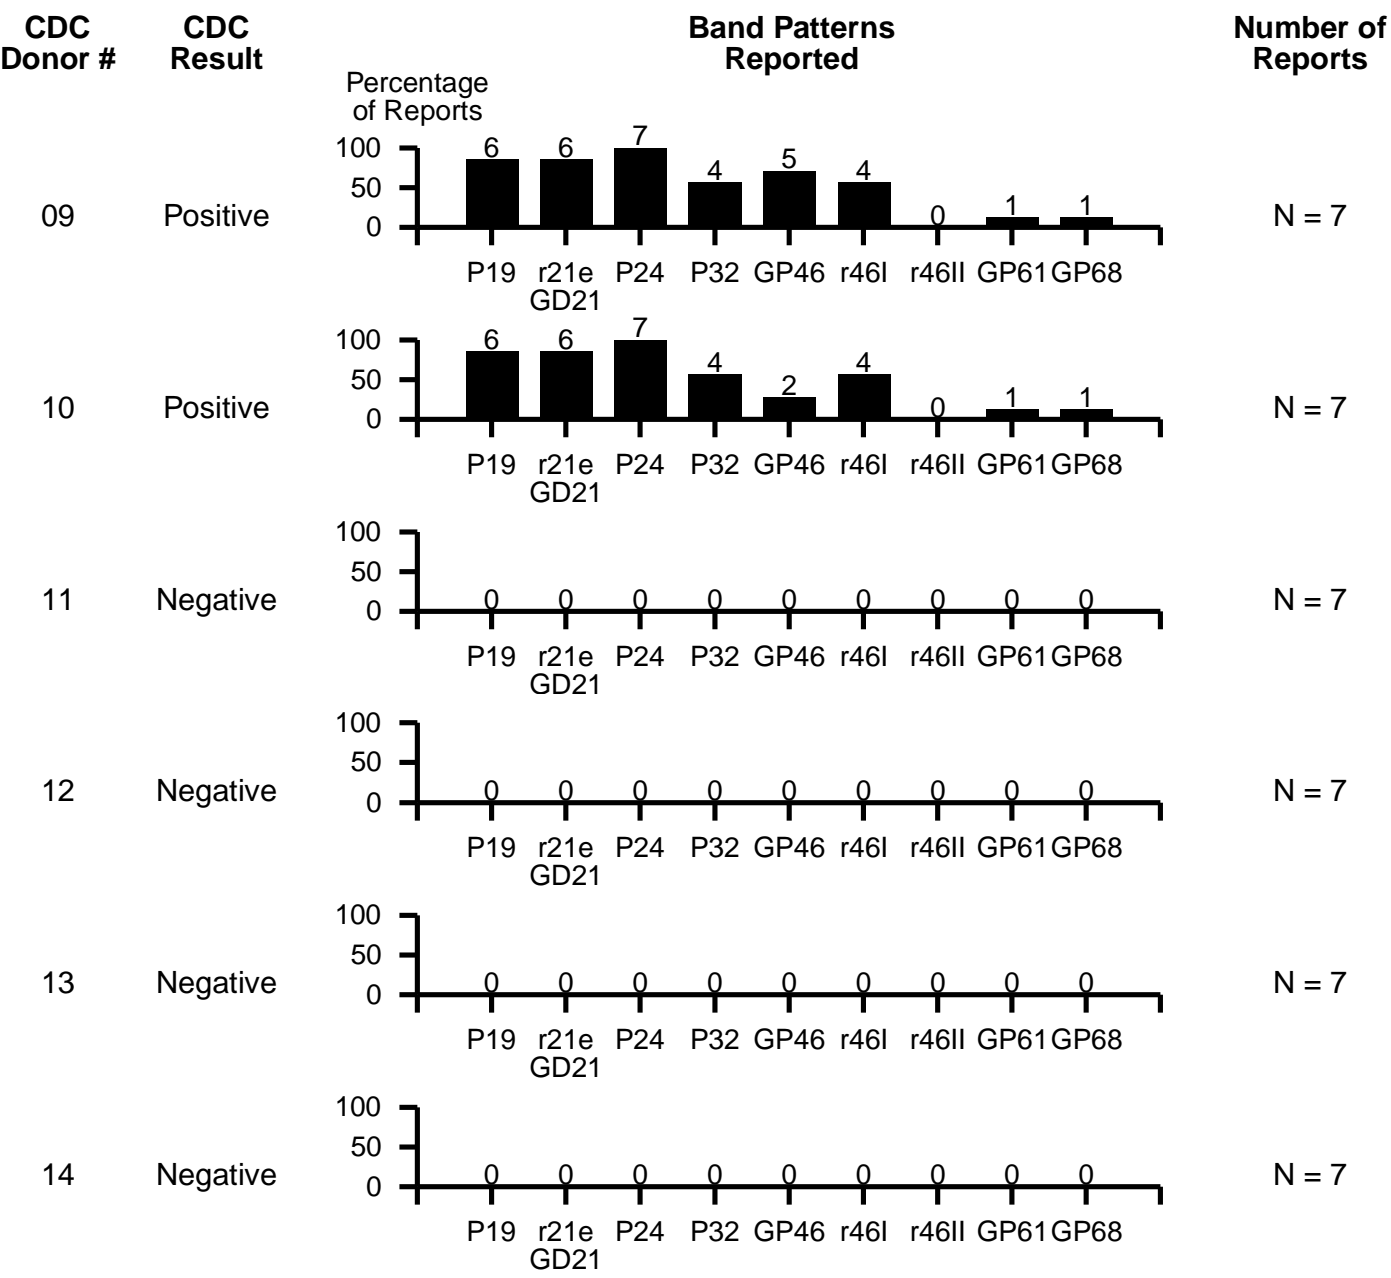 CDC CDC Band Patterns Number of
Donor # Result Reported Reports
Percentage
of Reports
7
100 6 6 4 5 4
50
0 0 1 1
09 Positive N = 7
P19 r21e P24 P32 GP46 r46I r46II GP61 GP68
GD21
7
100 6 6 4 2 4
50
0 0 1 1
10 Positive N = 7
P19 r21e P24 P32 GP46 r46I r46II GP61 GP68
GD21
100
50
0 0 0 0 0 0 0 0 0 0
11 Negative N = 7
P19 r21e P24 P32 GP46 r46I r46II GP61 GP68
GD21
100
50
0 0 0 0 0 0 0 0 0 0
12 Negative N = 7
P19 r21e P24 P32 GP46 r46I r46II GP61 GP68
GD21
100
50
0 0 0 0 0 0 0 0 0 0
13 Negative N = 7
P19 r21e P24 P32 GP46 r46I r46II GP61 GP68
GD21
100
50
0 0 0 0 0 0 0 0 0 0
14 Negative N = 7
P19 r21e P24 P32 GP46 r46I r46II GP61 GP68
GD21